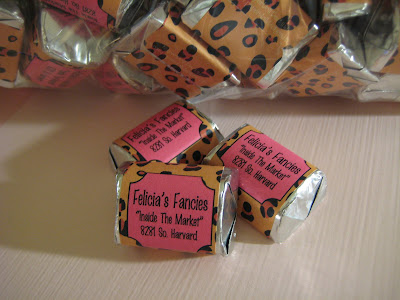 Felicia's Fancies
"Inside The Market"
8281 So. Harvard
Felicia's Fancies
"Inside The Market"
8281 So. Harvard
Felicia's Fancies
"Inside The Market"
8281 So. Harvard